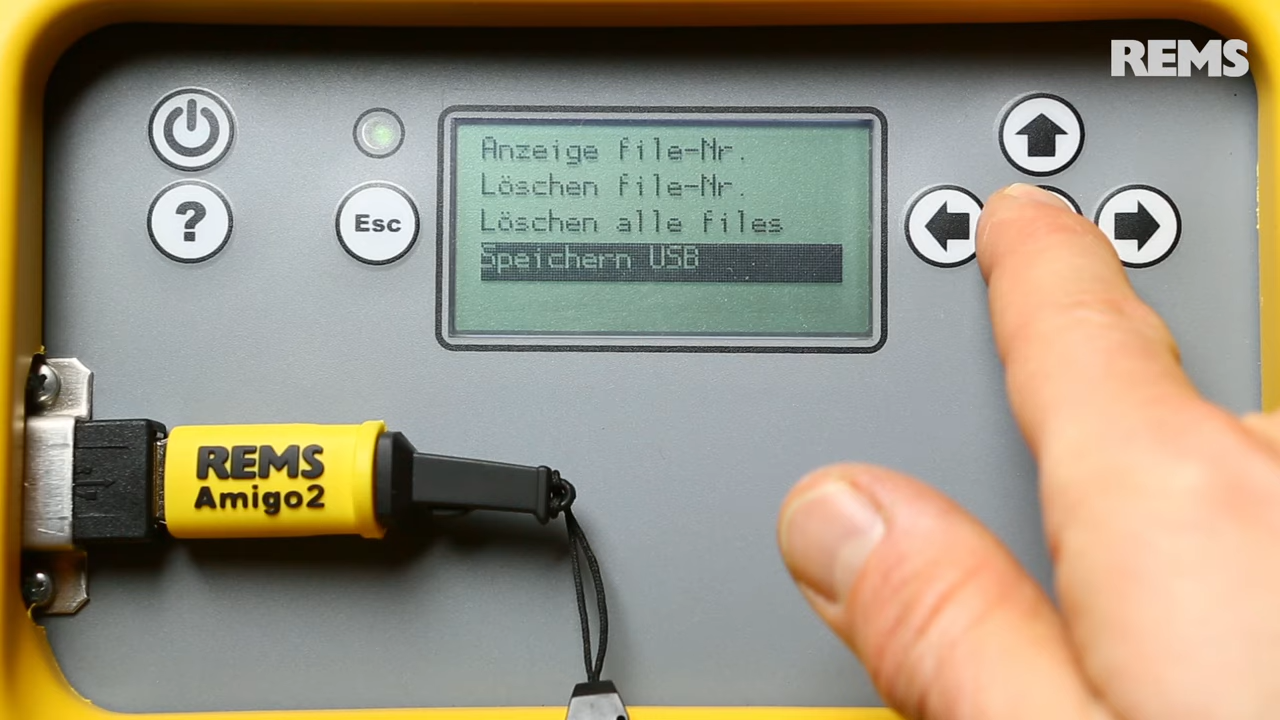 REMS
Anzeige file-Nr.
Löschen file-Nr.
Löschen alle files
Speichern USB
?
Esc
REMS
Amigo2